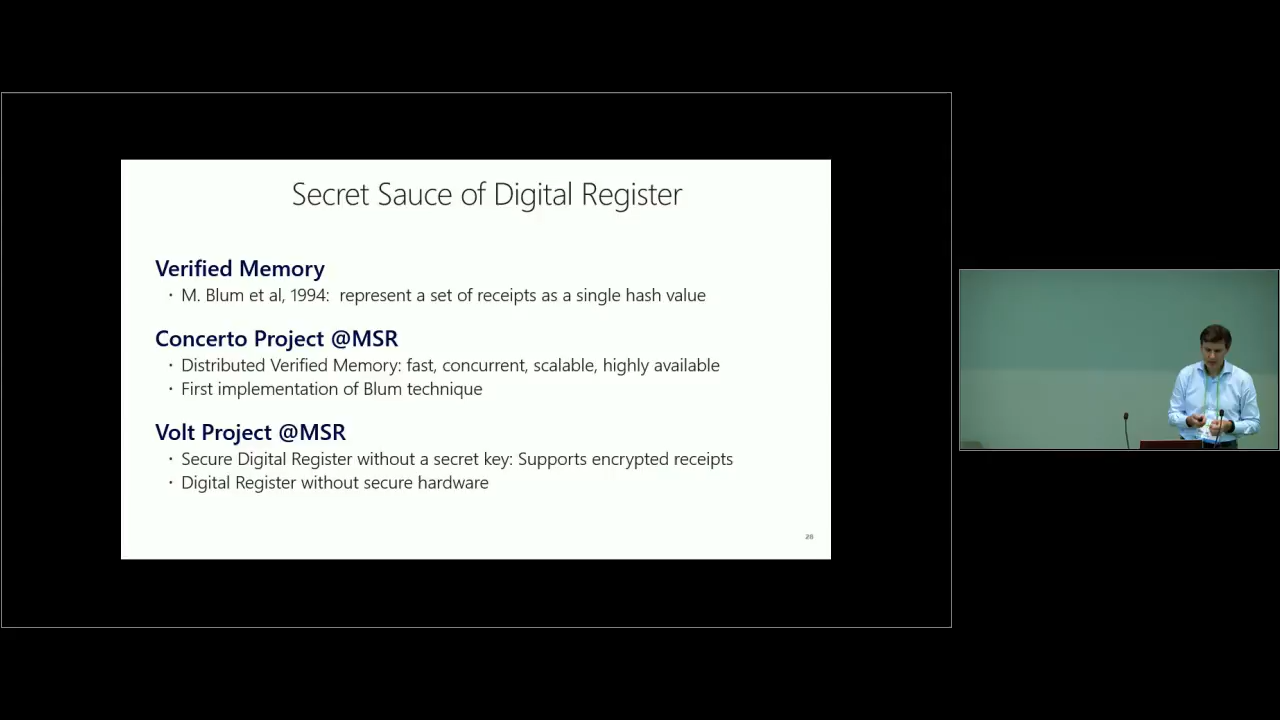 Secret Sauce of Digital Register
Verified Memory
· M. Blum et al, 1994: represent a set of receipts as a single hash value
Concerto Project @MSR
· Distributed Verified Memory: fast, concurrent, scalable, highly available
· First implementation of Blum technique
Volt Project @MSR
· Secure Digital Register without a secret key: Supports encrypted receipts
· Digital Register without secure hardware
26